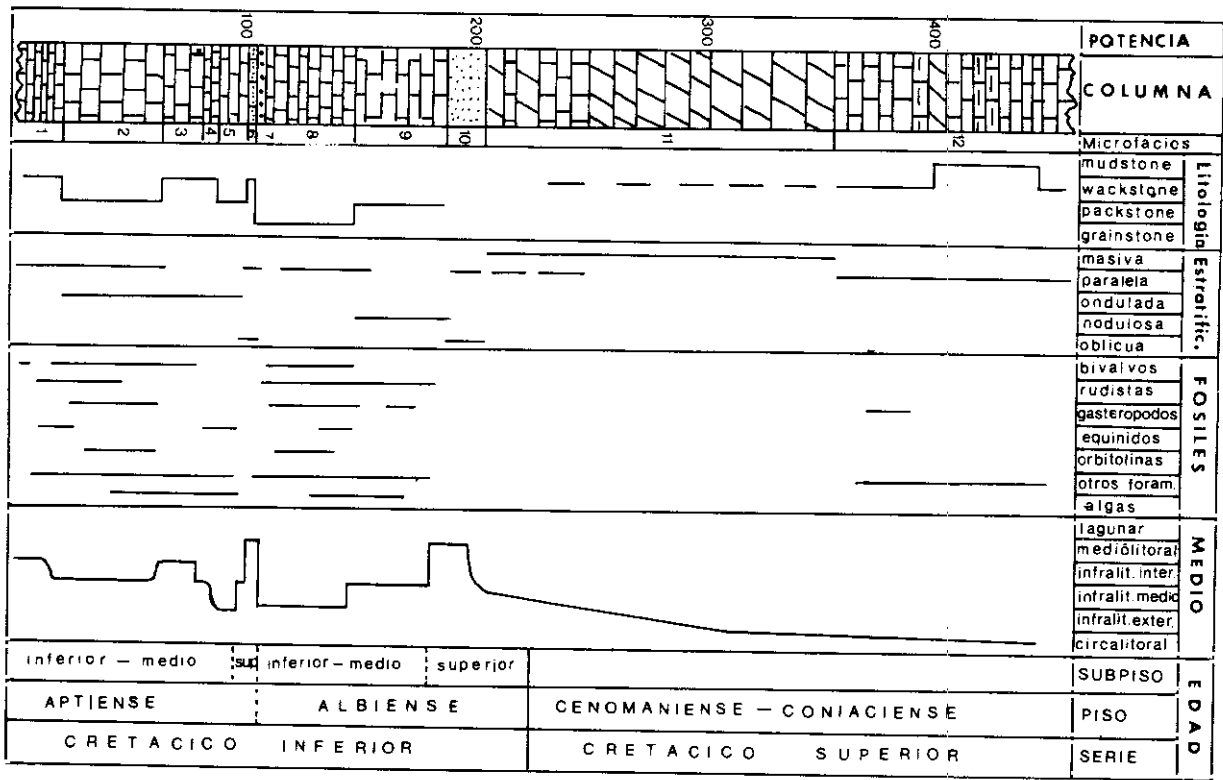 100 200 300 400
POTENCIA
COLUMNA
1 2 3 4 5 6 7 8 9 10 11 12
Microfacies
mudstone
wackstone
packstone
grainstone
Litologia
masiva
paralela
ondulada
nodulosa
oblicua
Estratific.
bivalvos
rudistas
gasteropodos
equinidos
orbitolinas
otros foram.
algas
FOSILES
lagunar
mediolitoral
infralit.inter.
infralit.medio
infralit.exter.
circalitoral
MEDIO
inferior – medio sup inferior – medio superior SUBPISO
APTIENSE ALBIENSE CENOMANIENSE – CONIACIENSE PISO
CRETACICO INFERIOR CRETACICO SUPERIOR SERIE
EDAD